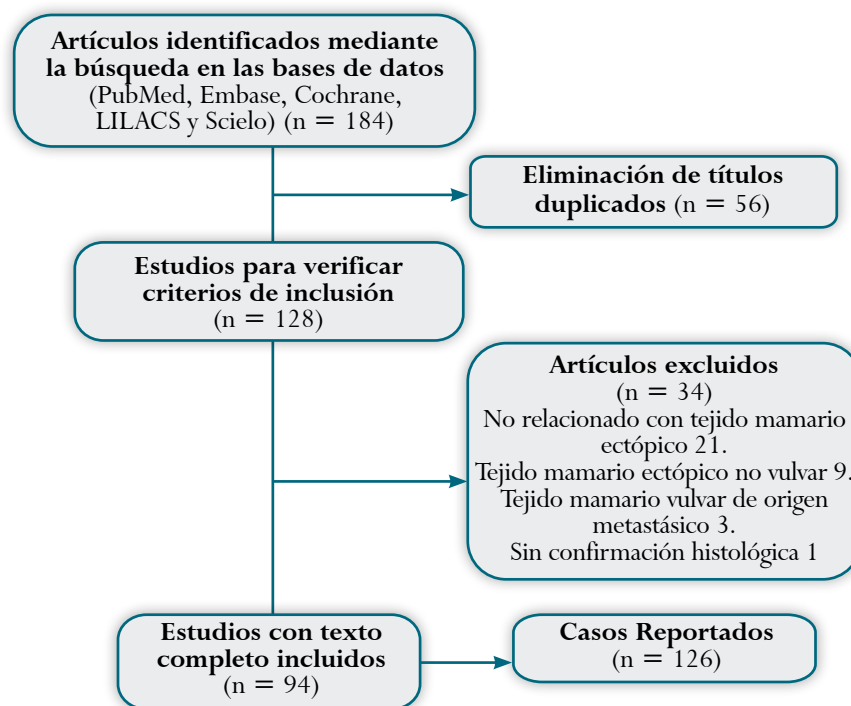 Artículos identificados mediante
la búsqueda en las bases de datos
(PubMed, Embase, Cochrane,
LILACS y Scielo) (n = 184)
Eliminación de títulos
duplicados (n = 56)
Estudios para verificar
criterios de inclusión
(n = 128)
Artículos excluidos
(n = 34)
No relacionado con tejido mamario
ectópico 21.
Tejido mamario ectópico no vulvar 9.
Tejido mamario vulvar de origen
metastásico 3.
Sin confirmación histológica 1
Estudios con texto
completo incluidos
(n = 94)
Casos Reportados
(n = 126)